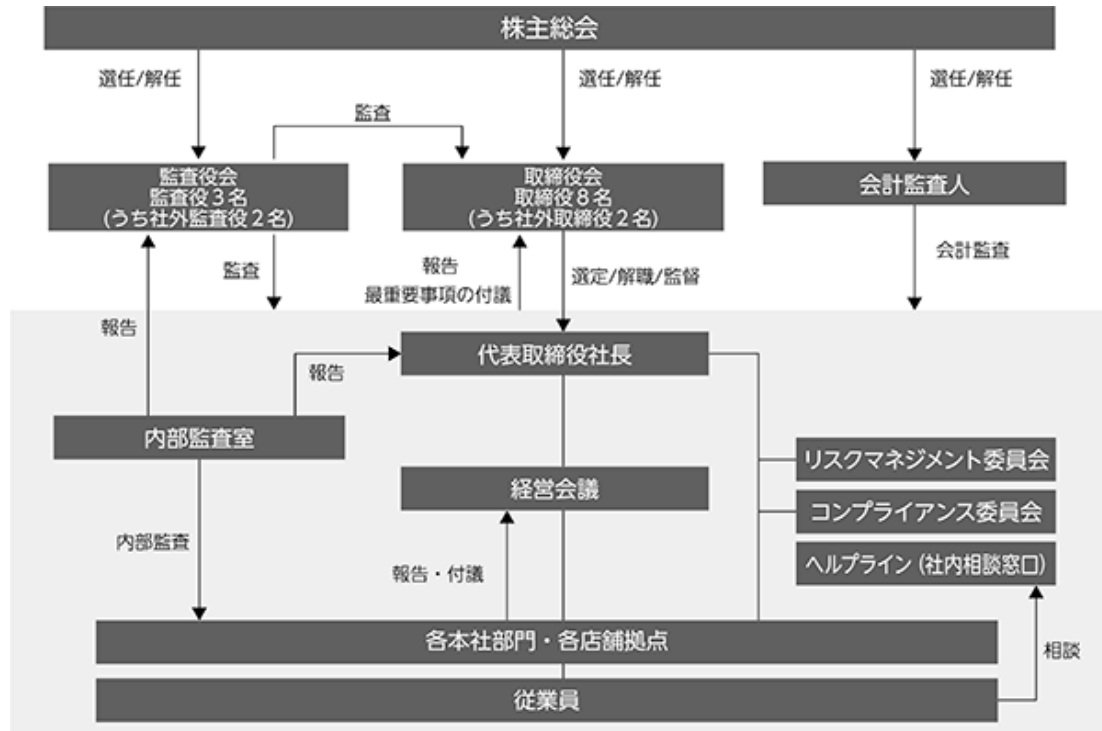 株主総会
選任/解任
選任/解任
選任/解任
監査
監査役会
監査役3名
(うち社外監査役2名)
取締役会
取締役8名
(うち社外取締役2名)
会計監査人
監査
報告
最重要事項の付議
選定/解職/監督
会計監査
報告
報告
代表取締役社長
内部監査室
経営会議
リスクマネジメント委員会
コンプライアンス委員会
ヘルプライン(社内相談窓口)
内部監査
報告・付議
各本社部門・各店舗拠点
相談
従業員